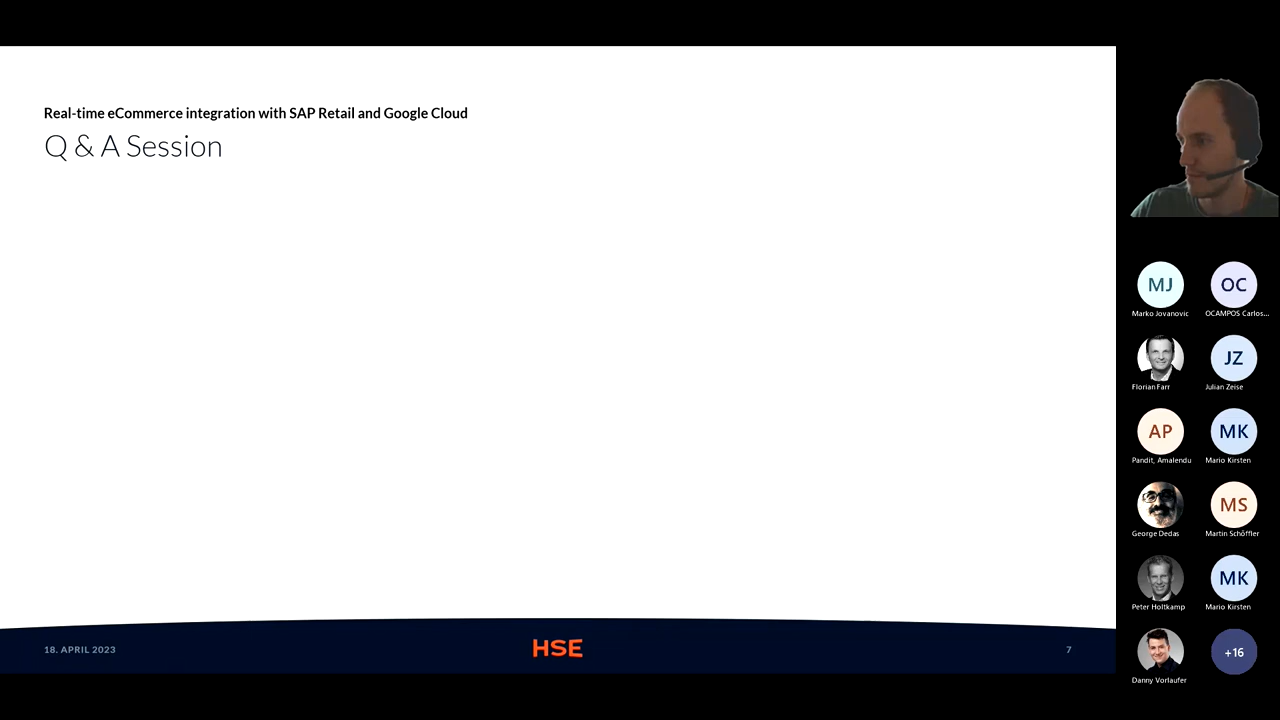 Real-time eCommerce integration with SAP Retail and Google Cloud
Q & A Session
18. APRIL 2023
HSE
7
MJ
OC
Marko Jovanovic
OCAMPOS Carlos...
JZ
Florian Farr
Julian Zeise
AP
MK
Pandit, Amalendu
Mario Kirsten
MS
George Dedas
Martin Schöffler
MK
Peter Holtkamp
Mario Kirsten
+16
Danny Vorlaufer